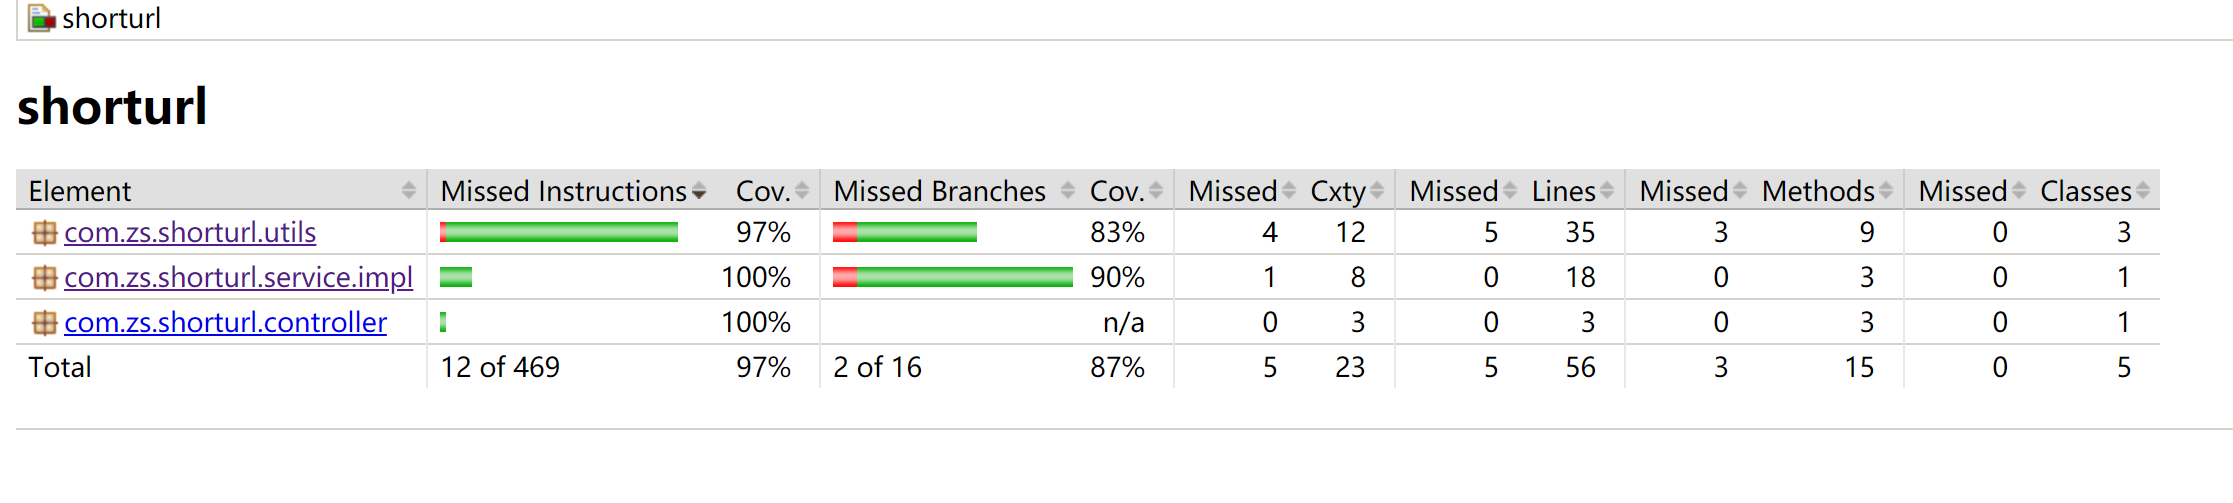 shorturl
shorturl
Element Missed Instructions Cov. Missed Branches Cov. Missed Cxty Missed Lines Missed Methods Missed Classes
com.zs.shorturl.utils 97% 83% 4 12 5 35 3 9 0 3
com.zs.shorturl.service.impl 100% 90% 1 8 0 18 0 3 0 1
com.zs.shorturl.controller 100% n/a 0 3 0 3 0 3 0 1
Total 12 of 469 97% 2 of 16 87% 5 23 5 56 3 15 0 5